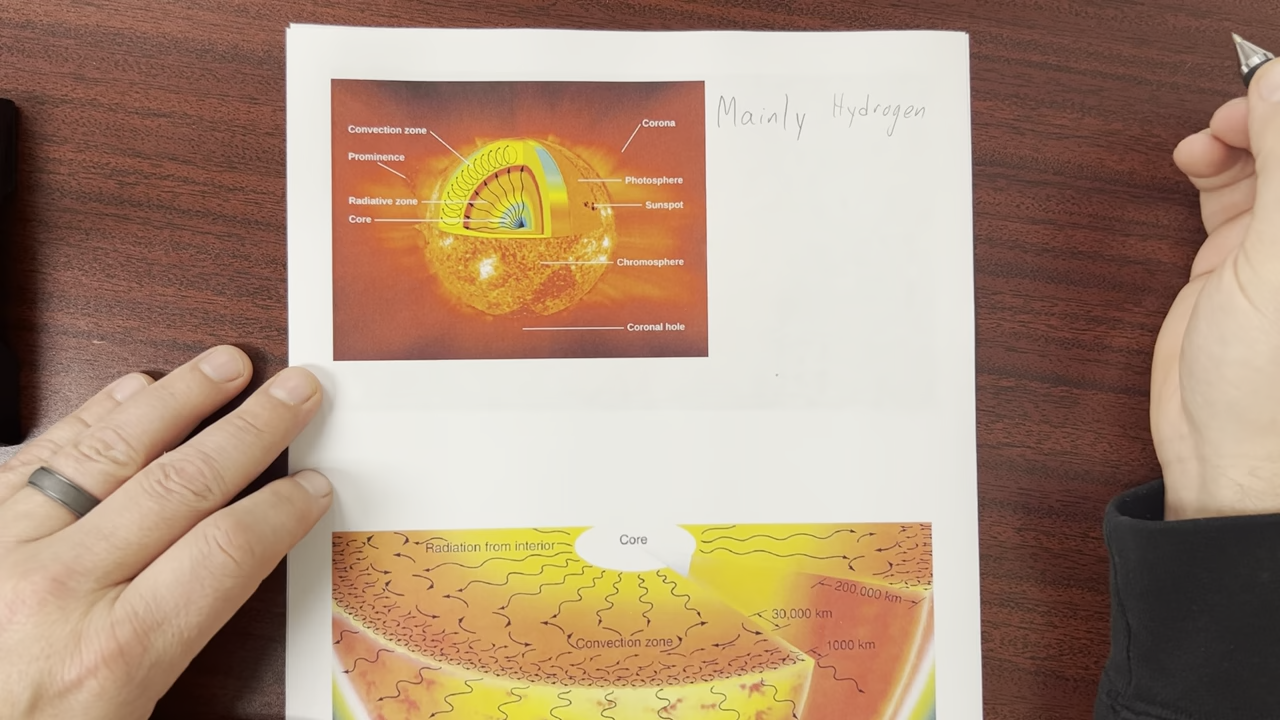 Mainly Hydrogen
Convection zone
Corona
Prominence
Photosphere
Radiative zone
Sunspot
Core
Chromosphere
Coronal hole
Core
Radiation from interior
200,000 km
30,000 km
Convection zone
1000 km